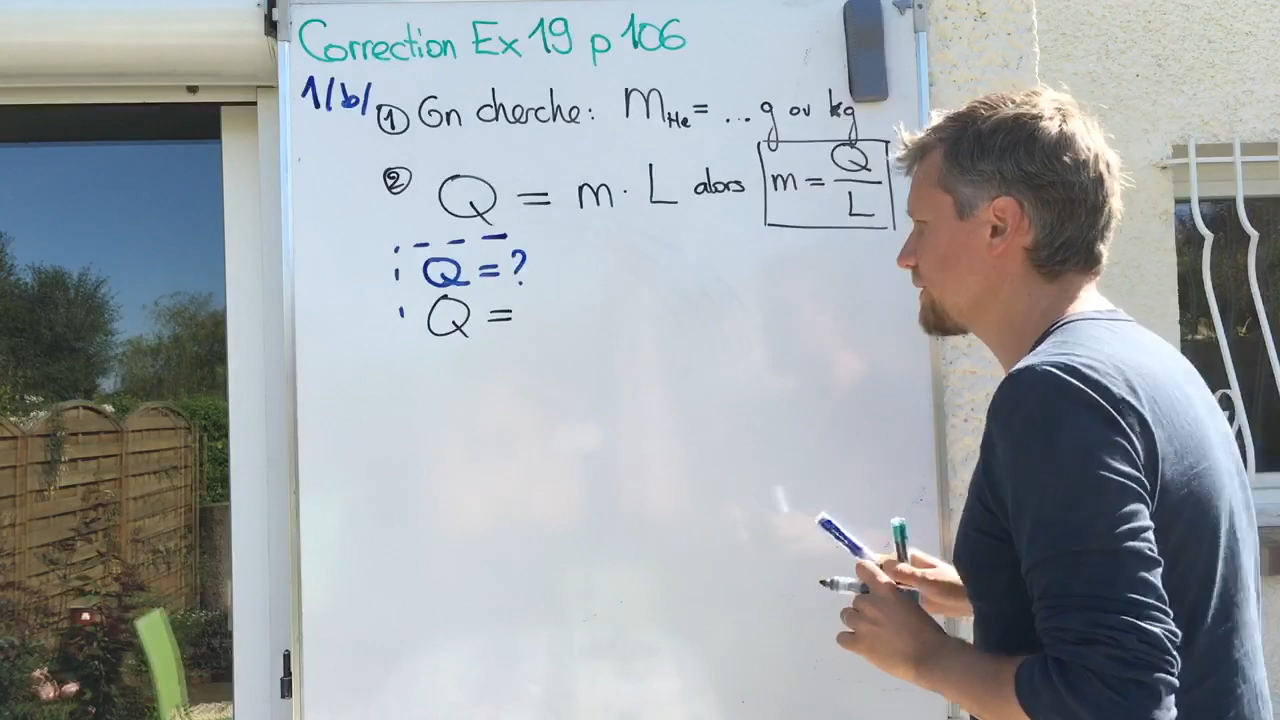 Correction Ex 19 p 106
1/b/ ① On cherche: m_He = ... g ou kg
② Q = m · L alors m = Q/L
Q = ?
Q =